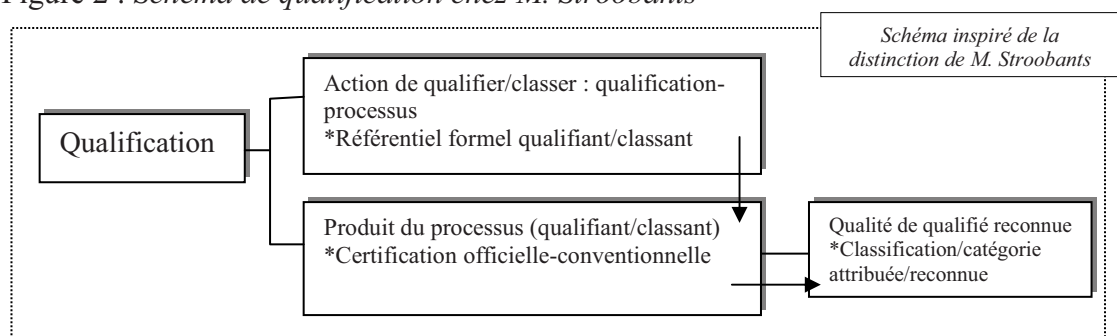 Figure 2 : Schéma de qualification chez M. Stroobants
Schéma inspiré de la
distinction de M. Stroobants
Action de qualifier/classer : qualification-
processus
*Référentiel formel qualifiant/classant
Qualification
Produit du processus (qualifiant/classant)
*Certification officielle-conventionnelle
Qualité de qualifié reconnue
*Classification/catégorie
attribuée/reconnue